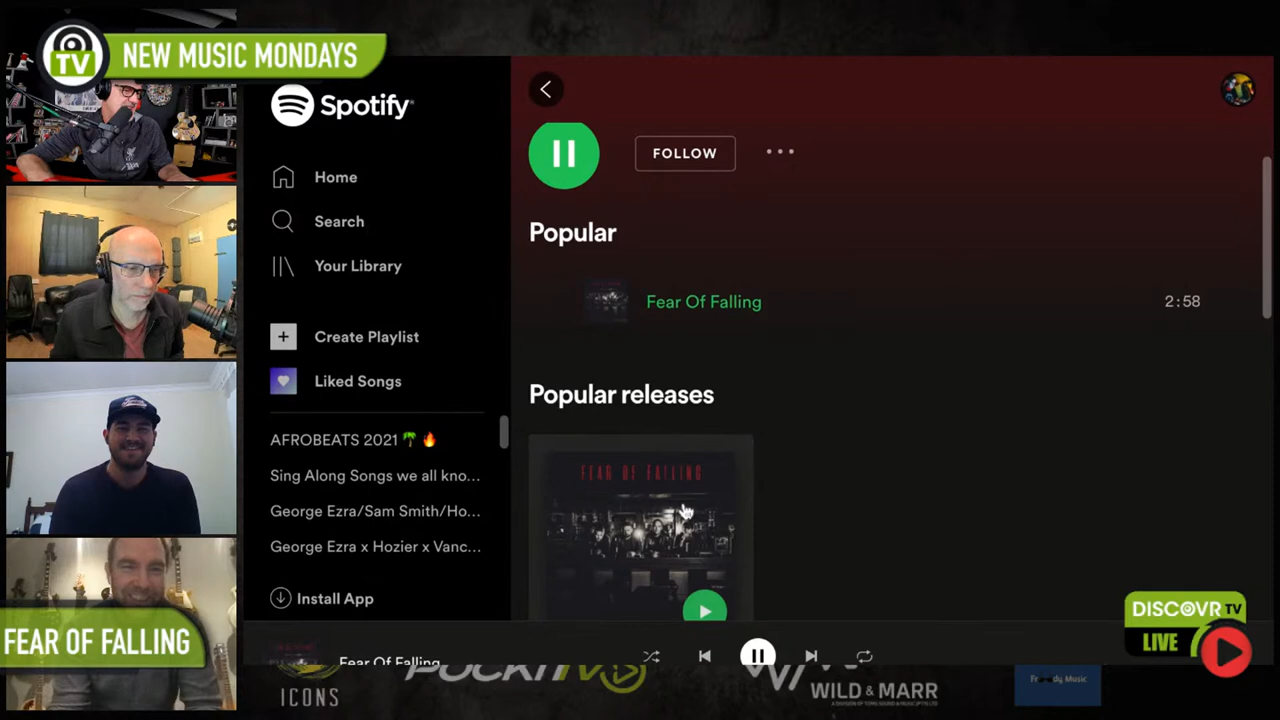 TV
NEW MUSIC MONDAYS
Spotify
Home
Search
Your Library
Create Playlist
Liked Songs
AFROBEATS 2021 🌴🔥
Sing Along Songs we all kno...
George Ezra/Sam Smith/Ho...
George Ezra x Hozier x Vanc...
Install App
FOLLOW
Popular
Fear Of Falling
2:58
Popular releases
FEAR OF FALLING
Fear Of Falling
FEAR OF FALLING
ICONS
POCKIT TV
WILD & MARR
DISCOVR TV
LIVE